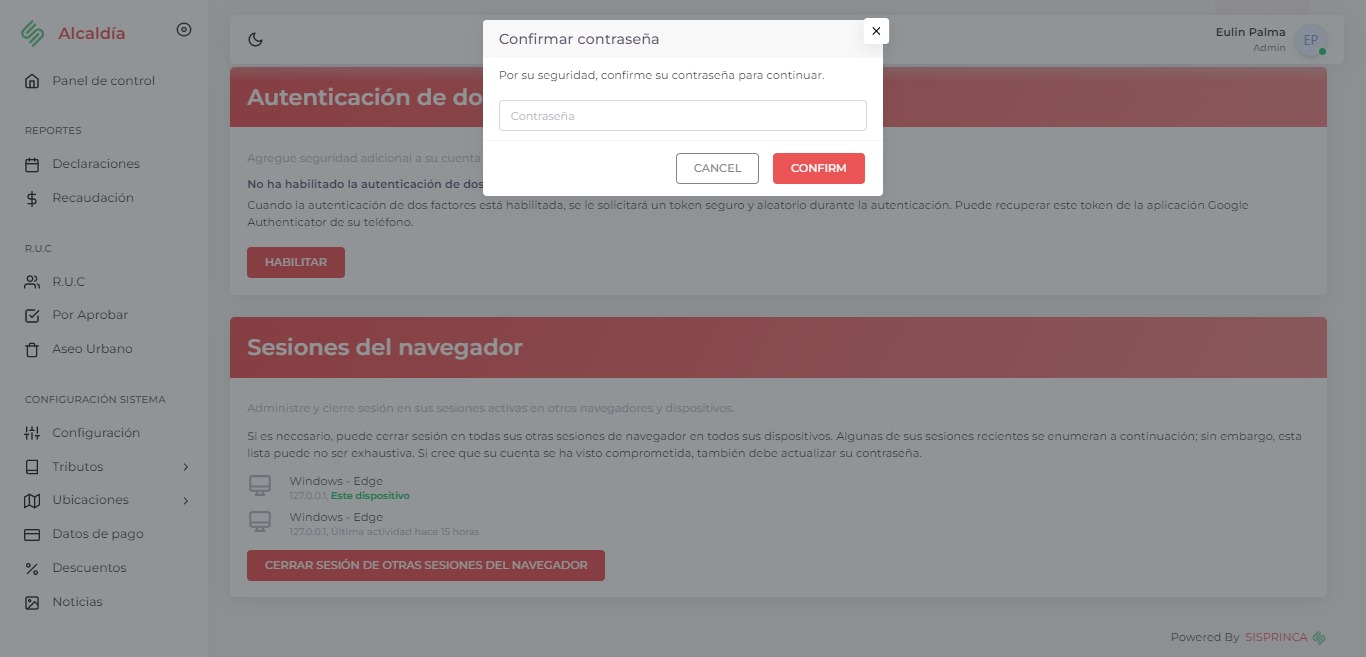 Alcaldía
Panel de control
REPORTES
Declaraciones
Recaudación
R.U.C
R.U.C
Por Aprobar
Aseo Urbano
CONFIGURACIÓN SISTEMA
Configuración
Tributos
Ubicaciones
Datos de pago
Descuentos
Noticias
Eulin Palma
Admin
EP
Confirmar contraseña
Por su seguridad, confirme su contraseña para continuar.
Contraseña
CANCEL
CONFIRM
Autenticación de do
Agregue seguridad adicional a su cuenta
No ha habilitado la autenticación de dos
Cuando la autenticación de dos factores está habilitada, se le solicitará un token seguro y aleatorio durante la autenticación. Puede recuperar este token de la aplicación Google
Authenticator de su teléfono.
HABILITAR
Sesiones del navegador
Administre y cierre sesión en sus sesiones activas en otros navegadores y dispositivos.
Si es necesario, puede cerrar sesión en todas sus otras sesiones de navegador en todos sus dispositivos. Algunas de sus sesiones recientes se enumeran a continuación; sin embargo, esta
lista puede no ser exhaustiva. Si cree que su cuenta se ha visto comprometida, también debe actualizar su contraseña.
Windows - Edge
127.0.0.1, Este dispositivo
Windows - Edge
127.0.0.1, Última actividad hace 15 horas
CERRAR SESIÓN DE OTRAS SESIONES DEL NAVEGADOR
Powered By SISPRINCA